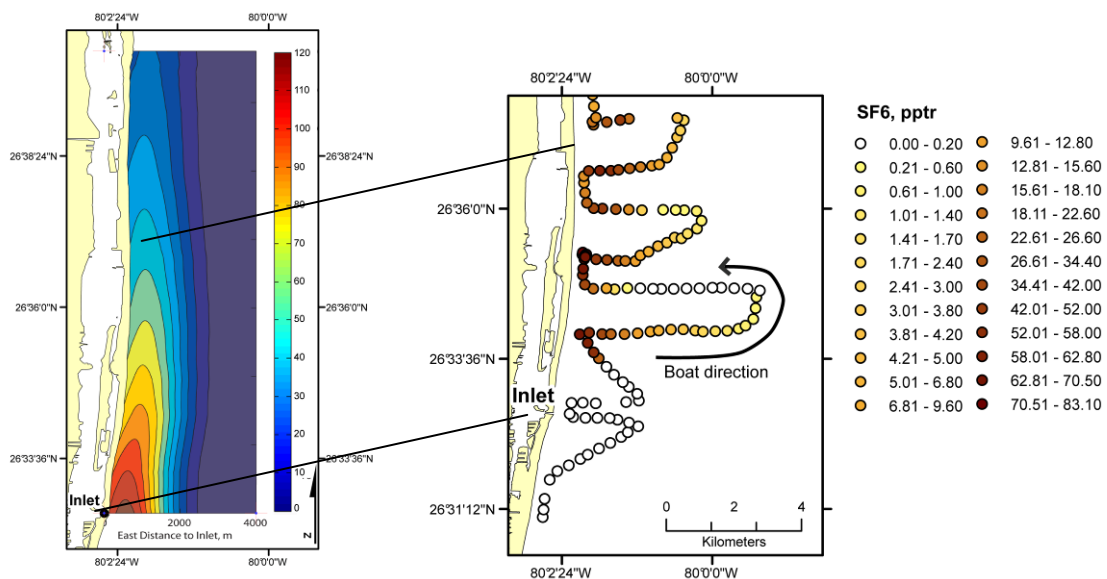 80°2'24"W 80°0'0"W
120
110
100
90
80
70
60
50
40
30
20
10
0
26°38'24"N 26°38'24"N
26°36'0"N 26°36'0"N
26°33'36"N 26°33'36"N
Inlet
2000 4000
East Distance to Inlet, m
N
80°2'24"W 80°0'0"W
80°2'24"W 80°0'0"W
26°36'0"N
26°33'36"N
26°31'12"N
Inlet
Boat direction
0 2 4
Kilometers
80°2'24"W 80°0'0"W
SF6, pptr
0.00 - 0.20 9.61 - 12.80
0.21 - 0.60 12.81 - 15.60
0.61 - 1.00 15.61 - 18.10
1.01 - 1.40 18.11 - 22.60
1.41 - 1.70 22.61 - 26.60
1.71 - 2.40 26.61 - 34.40
2.41 - 3.00 34.41 - 42.00
3.01 - 3.80 42.01 - 52.00
3.81 - 4.20 52.01 - 58.00
4.21 - 5.00 58.01 - 62.80
5.01 - 6.80 62.81 - 70.50
6.81 - 9.60 70.51 - 83.10